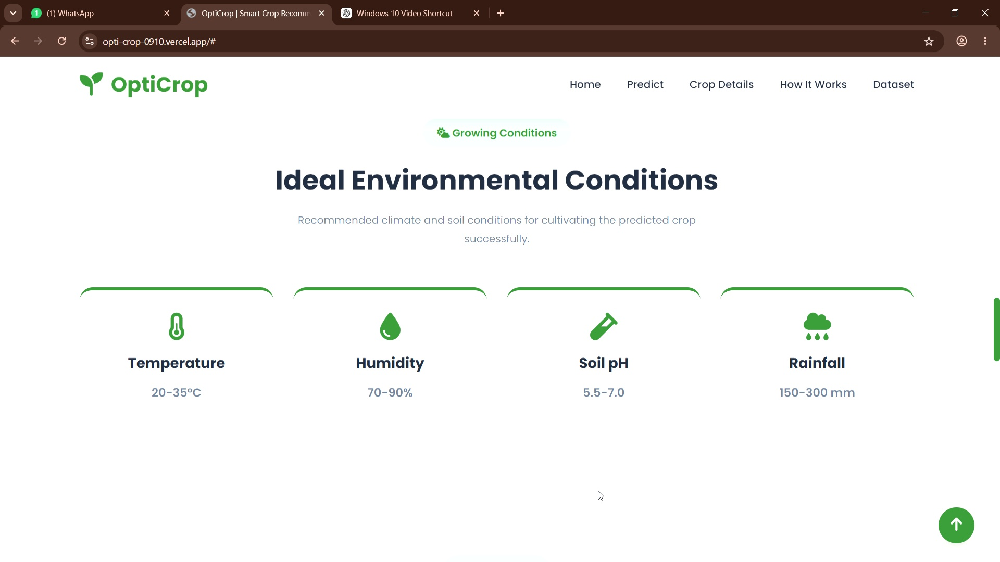 (1) WhatsApp
OptiCrop | Smart Crop Recomm
Windows 10 Video Shortcut
opti-crop-0910.vercel.app/#
OptiCrop
Home
Predict
Crop Details
How It Works
Dataset
Growing Conditions
Ideal Environmental Conditions
Recommended climate and soil conditions for cultivating the predicted crop
successfully.
Temperature
Humidity
Soil pH
Rainfall
20-35°C
70-90%
5.5-7.0
150-300 mm